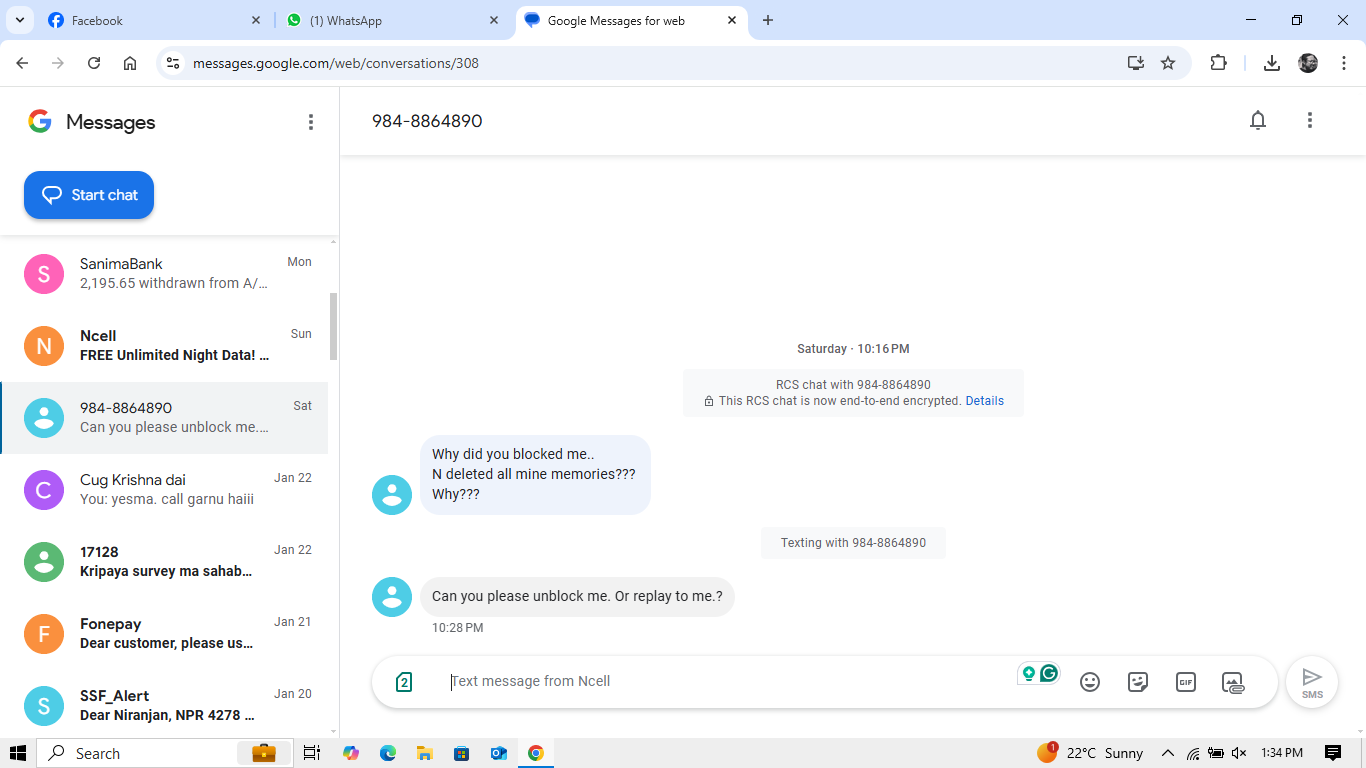 Facebook
(1) WhatsApp
Google Messages for web
messages.google.com/web/conversations/308
Messages
Start chat
SanimaBank
Mon
2,195.65 withdrawn from A/...
Ncell
Sun
FREE Unlimited Night Data! ...
984-8864890
Sat
Can you please unblock me....
Cug Krishna dai
Jan 22
You: yesma. call garnu haiii
17128
Jan 22
Kripaya survey ma sahab...
Fonepay
Jan 21
Dear customer, please us...
SSF_Alert
Jan 20
Dear Niranjan, NPR 4278 ...
984-8864890
Saturday · 10:16 PM
RCS chat with 984-8864890
This RCS chat is now end-to-end encrypted. Details
Why did you blocked me..
N deleted all mine memories???
Why???
Texting with 984-8864890
Can you please unblock me. Or replay to me.?
10:28 PM
2
Text message from Ncell
GIF
SMS
Search
1
22°C Sunny
1:34 PM